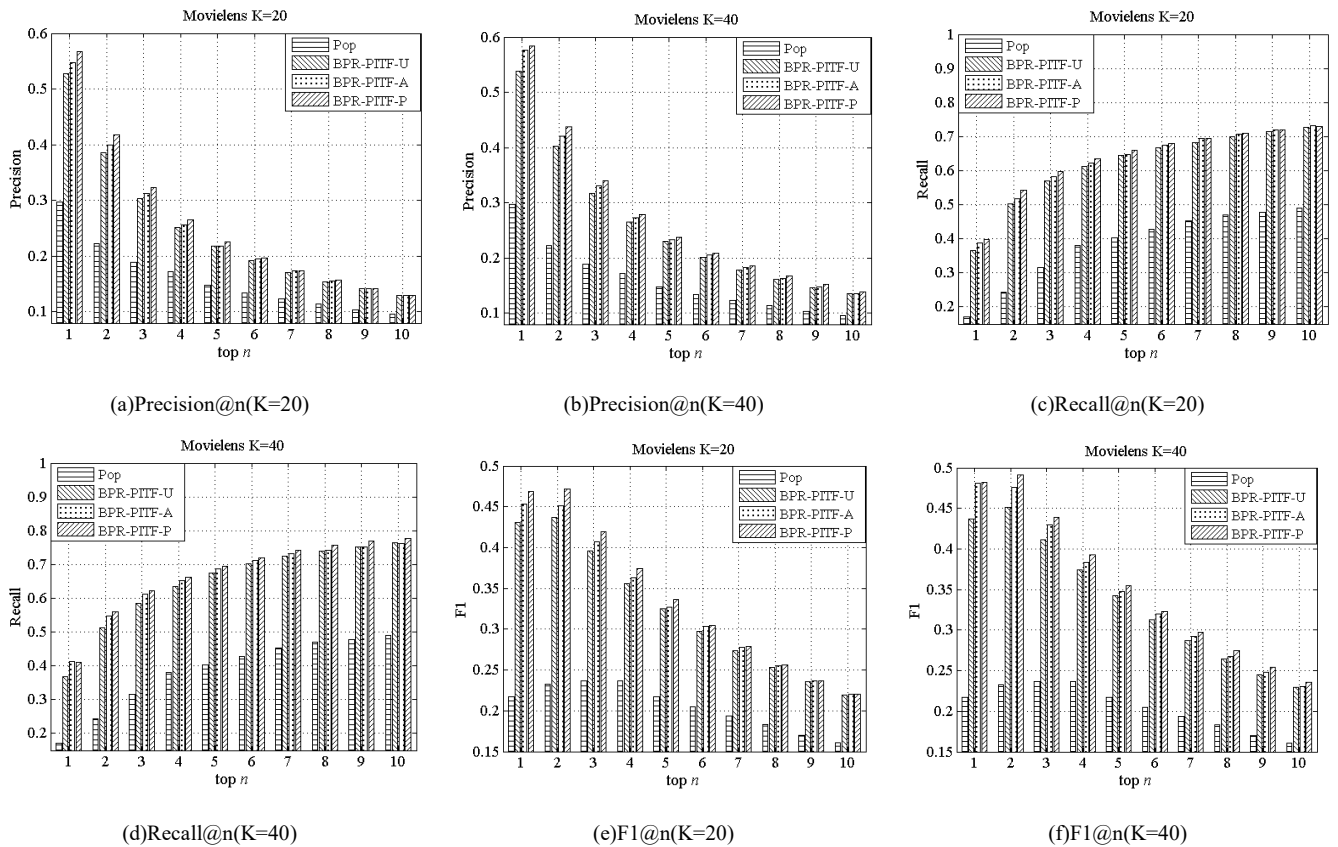 Movielens K=20
Precision
0.6
0.5
0.4
0.3
0.2
0.1
Pop
BPR-PITF-U
BPR-PITF-A
BPR-PITF-P
1 2 3 4 5 6 7 8 9 10
top n
(a)Precision@n(K=20)
Movielens K=40
Precision
0.6
0.5
0.4
0.3
0.2
0.1
Pop
BPR-PITF-U
BPR-PITF-A
BPR-PITF-P
1 2 3 4 5 6 7 8 9 10
top n
(b)Precision@n(K=40)
Movielens K=20
Recall
1
0.9
0.8
0.7
0.6
0.5
0.4
0.3
0.2
Pop
BPR-PITF-U
BPR-PITF-A
BPR-PITF-P
1 2 3 4 5 6 7 8 9 10
top n
(c)Recall@n(K=20)
Movielens K=40
Recall
1
0.9
0.8
0.7
0.6
0.5
0.4
0.3
0.2
Pop
BPR-PITF-U
BPR-PITF-A
BPR-PITF-P
1 2 3 4 5 6 7 8 9 10
top n
(d)Recall@n(K=40)
Movielens K=20
F1
0.5
0.45
0.4
0.35
0.3
0.25
0.2
0.15
Pop
BPR-PITF-U
BPR-PITF-A
BPR-PITF-P
1 2 3 4 5 6 7 8 9 10
top n
(e)F1@n(K=20)
Movielens K=40
F1
0.5
0.45
0.4
0.35
0.3
0.25
0.2
0.15
Pop
BPR-PITF-U
BPR-PITF-A
BPR-PITF-P
1 2 3 4 5 6 7 8 9 10
top n
(f)F1@n(K=40)